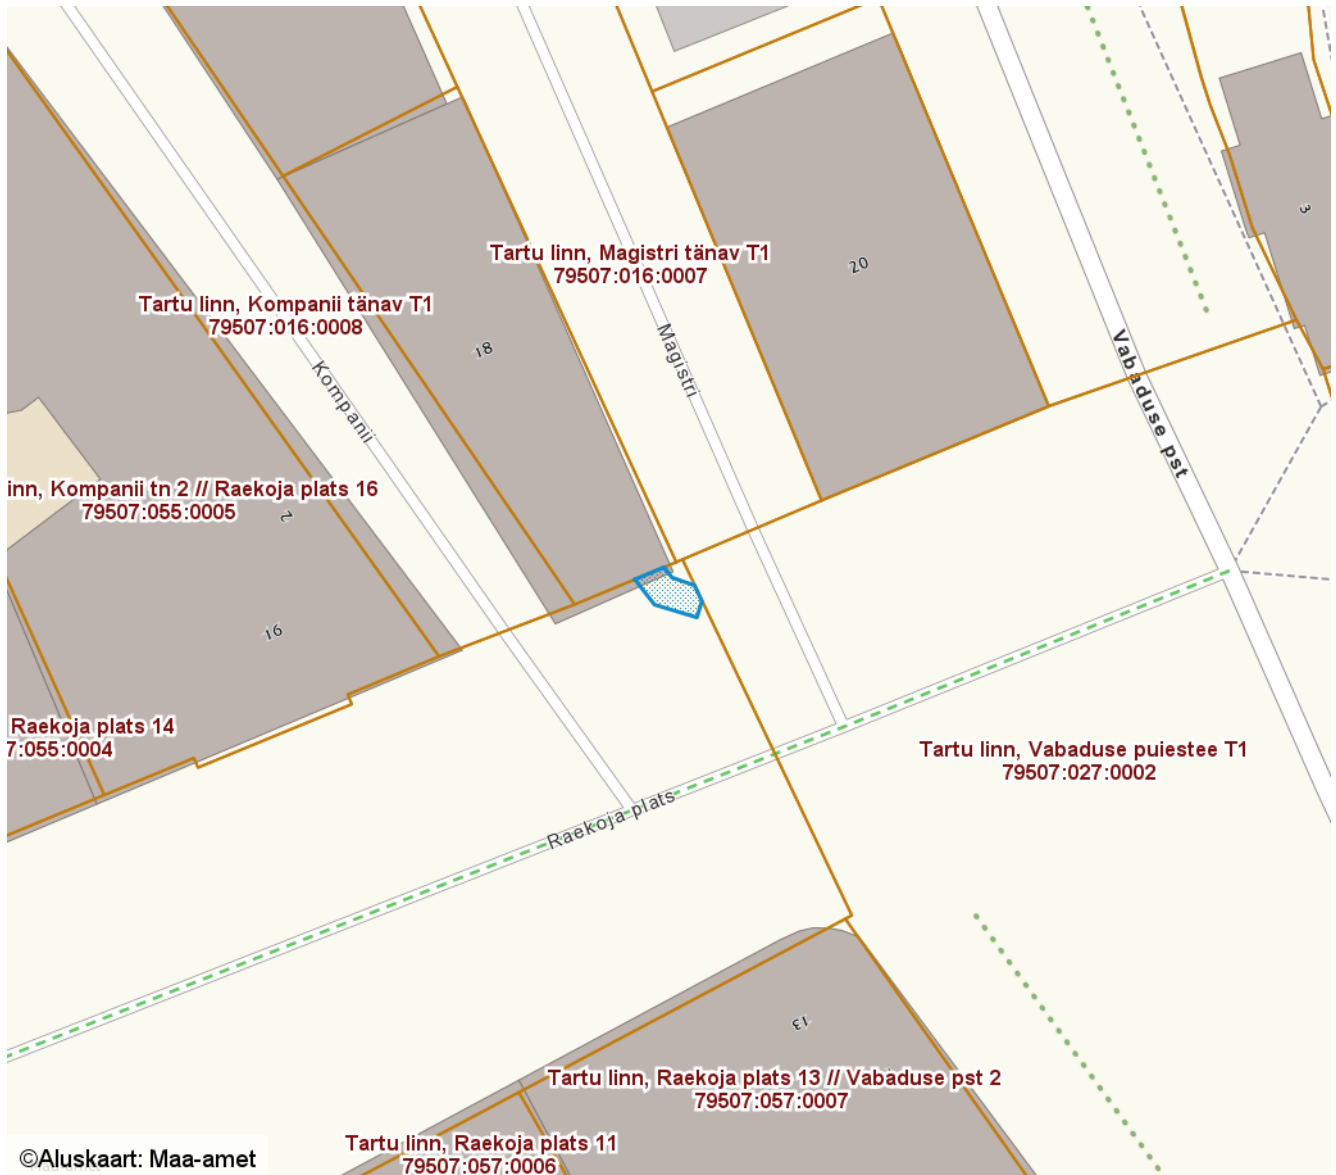 3
20
Tartu linn, Magistri tänav T1
79507:016:0007
Tartu linn, Kompanii tänav T1
79507:016:0008
18
Magistri
Kompanii
Vabaduse pst
inn, Kompanii tn 2 // Raekoja plats 16
79507:055:0005
2
16
Raekoja plats 14
7:055:0004
Tartu linn, Vabaduse puiestee T1
79507:027:0002
Raekoja plats
13
Tartu linn, Raekoja plats 13 // Vabaduse pst 2
79507:057:0007
Tartu linn, Raekoja plats 11
79507:057:0006
©Aluskaart: Maa-amet